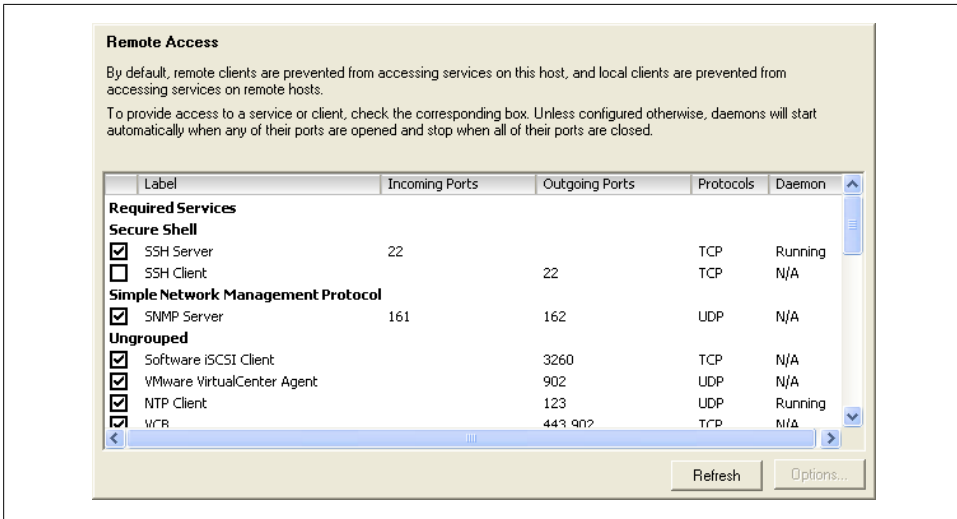 Remote Access
By default, remote clients are prevented from accessing services on this host, and local clients are prevented from
accessing services on remote hosts.
To provide access to a service or client, check the corresponding box. Unless configured otherwise, daemons will start
automatically when any of their ports are opened and stop when all of their ports are closed.
Label Incoming Ports Outgoing Ports Protocols Daemon
Required Services
Secure Shell
SSH Server 22 TCP Running
SSH Client 22 TCP N/A
Simple Network Management Protocol
SNMP Server 161 162 UDP N/A
Ungrouped
Software iSCSI Client 3260 TCP N/A
VMware VirtualCenter Agent 902 UDP N/A
NTP Client 123 UDP Running
VCB 443,902 TCP N/A
Refresh Options...